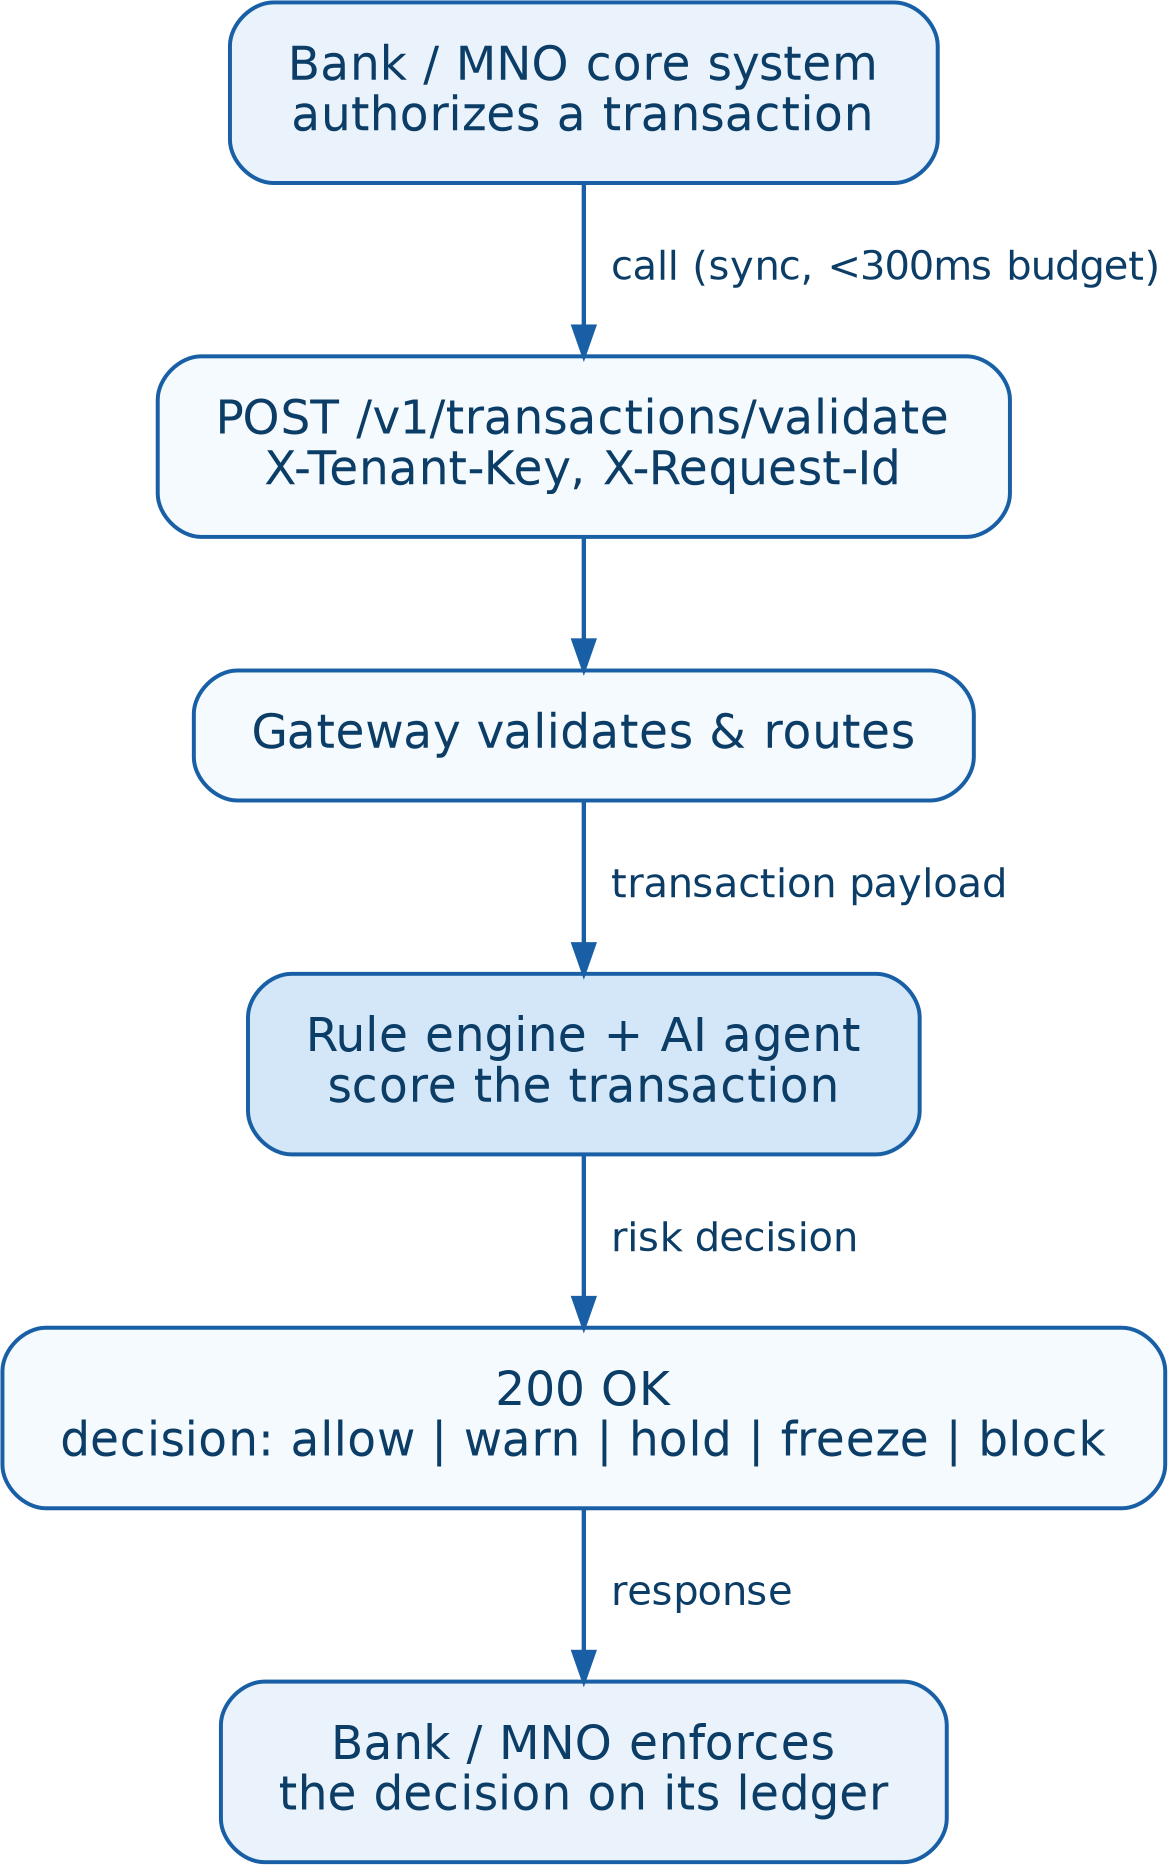 Bank / MNO core system
authorizes a transaction
call (sync, <300ms budget)
POST /v1/transactions/validate
X-Tenant-Key, X-Request-Id
Gateway validates & routes
transaction payload
Rule engine + AI agent
score the transaction
risk decision
200 OK
decision: allow | warn | hold | freeze | block
response
Bank / MNO enforces
the decision on its ledger